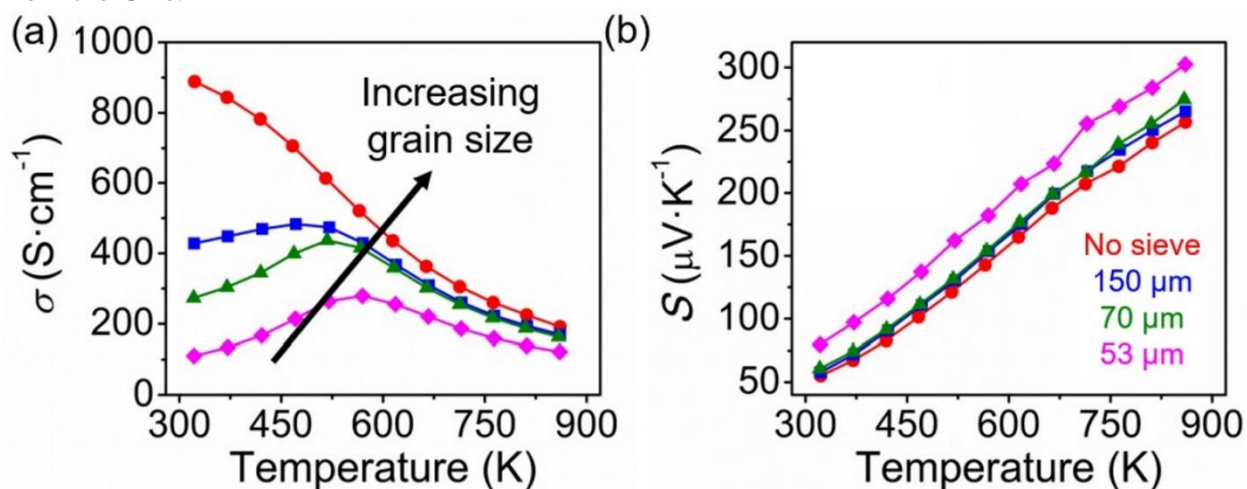 (a)
1000
800
600
400
200
0
σ (S·cm⁻¹)
Increasing
grain size
300 450 600 750 900
Temperature (K)
(b)
300
250
200
150
100
50
S (μV·K⁻¹)
No sieve
150 μm
70 μm
53 μm
300 450 600 750 900
Temperature (K)